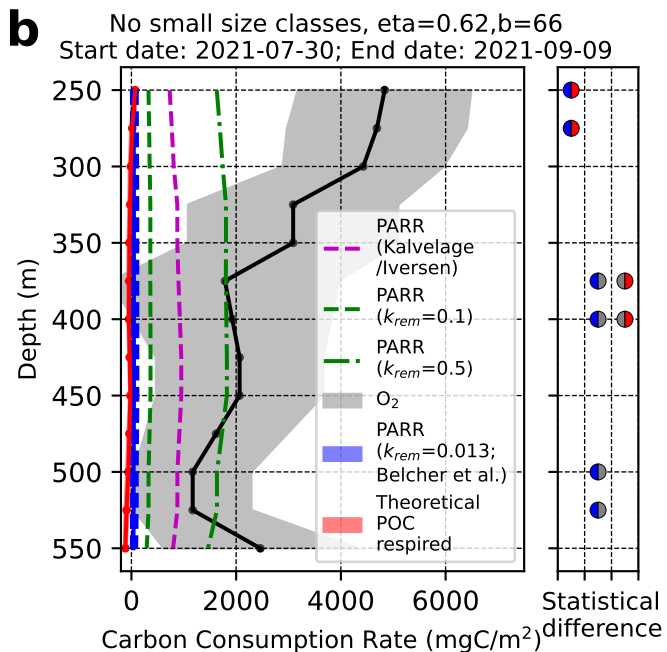 b
No small size classes, eta=0.62,b=66
Start date: 2021-07-30; End date: 2021-09-09
250
300
350
400
450
500
550
Depth (m)
PARR
(Kalvelage
/Iversen)
PARR
(k_rem=0.1)
PARR
(k_rem=0.5)
O₂
PARR
(k_rem=0.013;
Belcher et al.)
Theoretical
POC
respired
0 2000 4000 6000
Carbon Consumption Rate (mgC/m²)
Statistical
difference